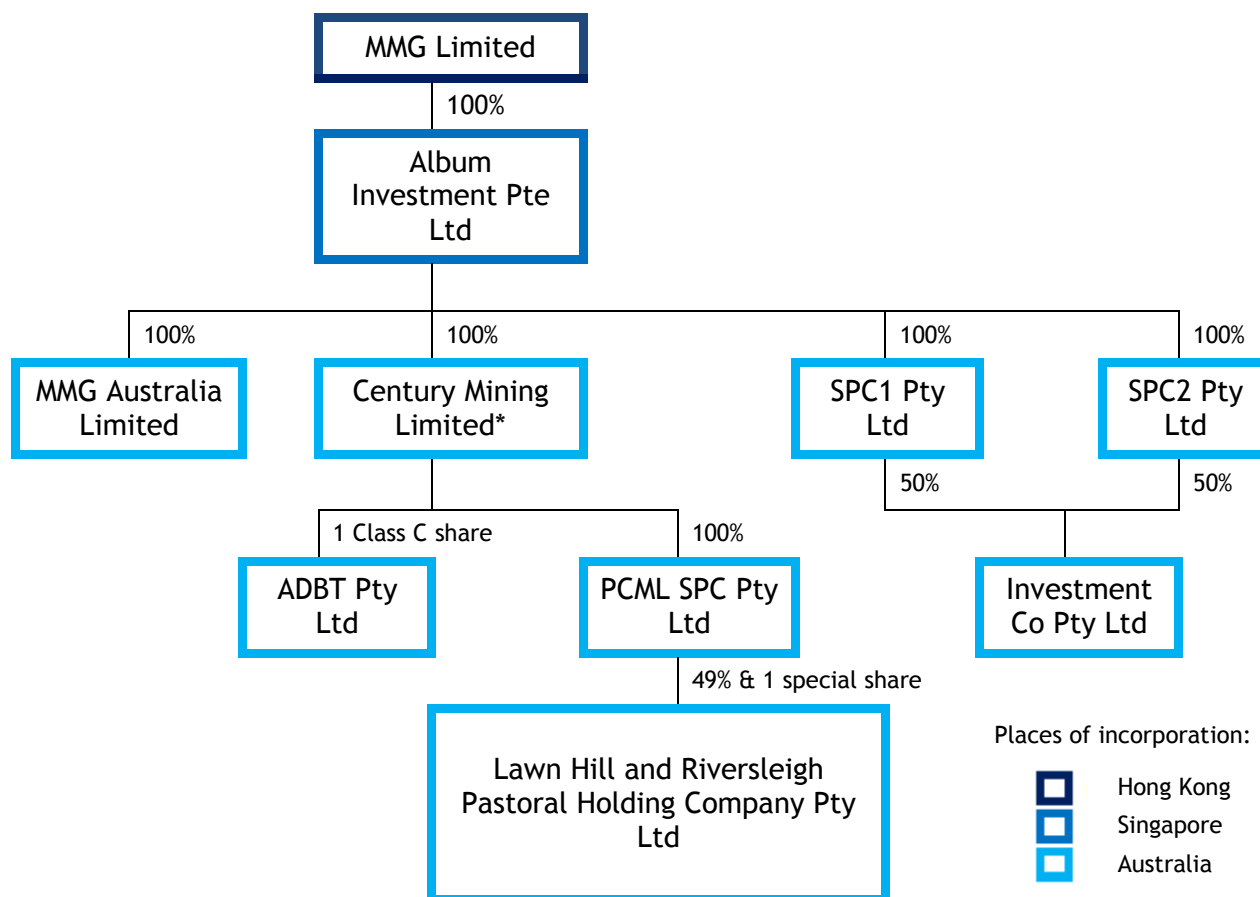 MMG Limited
100%
Album
Investment Pte
Ltd
100%
100%
100%
100%
MMG Australia
Limited
Century Mining
Limited*
SPC1 Pty
Ltd
SPC2 Pty
Ltd
50%
50%
1 Class C share
100%
ADBT Pty
Ltd
PCML SPC Pty
Ltd
Investment
Co Pty Ltd
49% & 1 special share
Lawn Hill and Riversleigh
Pastoral Holding Company Pty
Ltd
Places of incorporation:
Hong Kong
Singapore
Australia